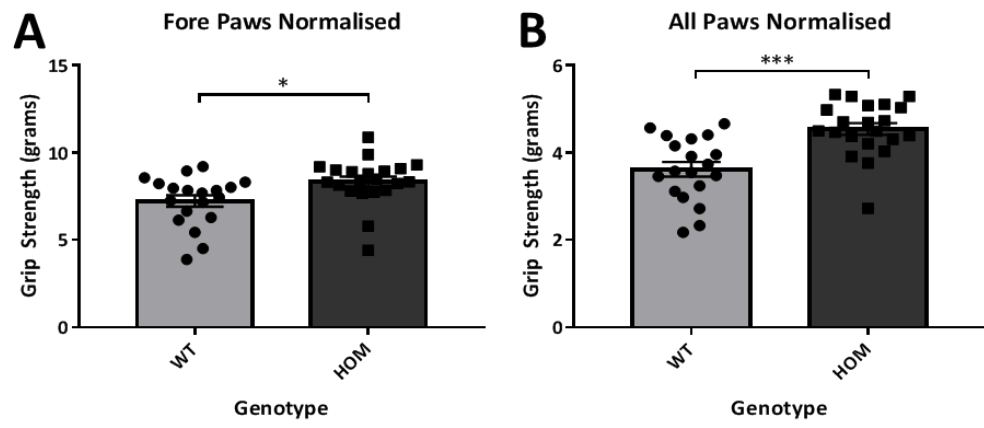 A
Fore Paws Normalised
Grip Strength (grams)
15
10
5
0
*
WT
HOM
Genotype
B
All Paws Normalised
Grip Strength (grams)
6
4
2
0
***
WT
HOM
Genotype